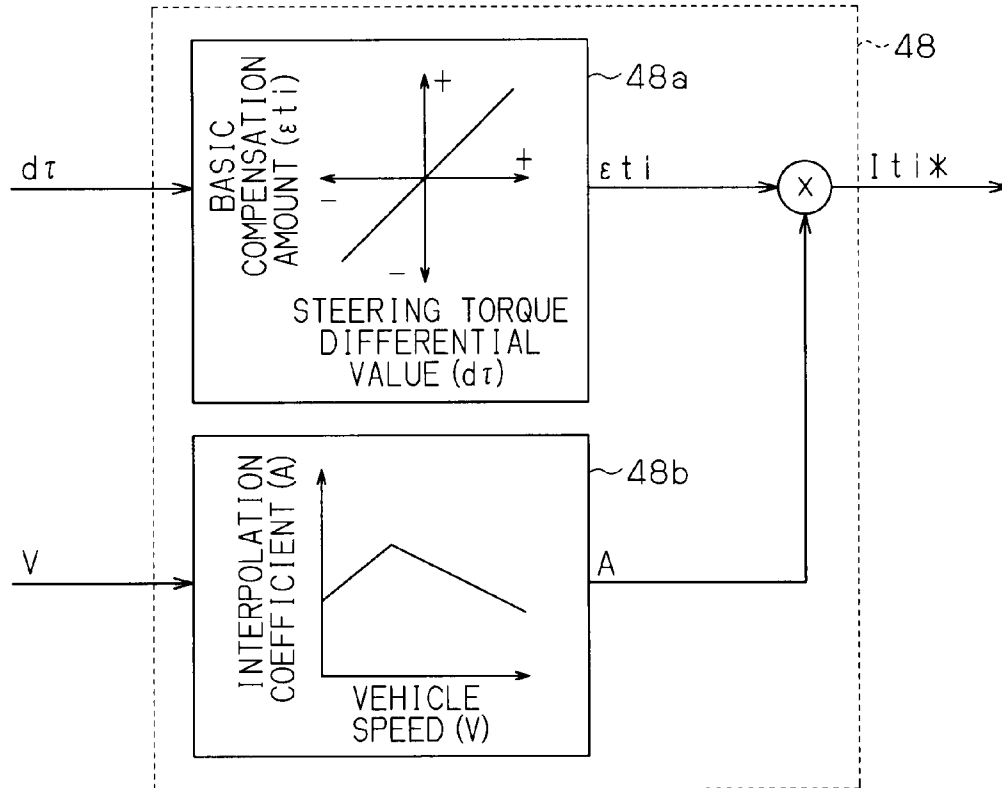 48
48a
BASIC
COMPENSATION
AMOUNT (εti)
+
+
−
−
STEERING TORQUE
DIFFERENTIAL
VALUE (dτ)
dτ
εti
×
Iti*
48b
INTERPOLATION
COEFFICIENT (A)
VEHICLE
SPEED (V)
V
A